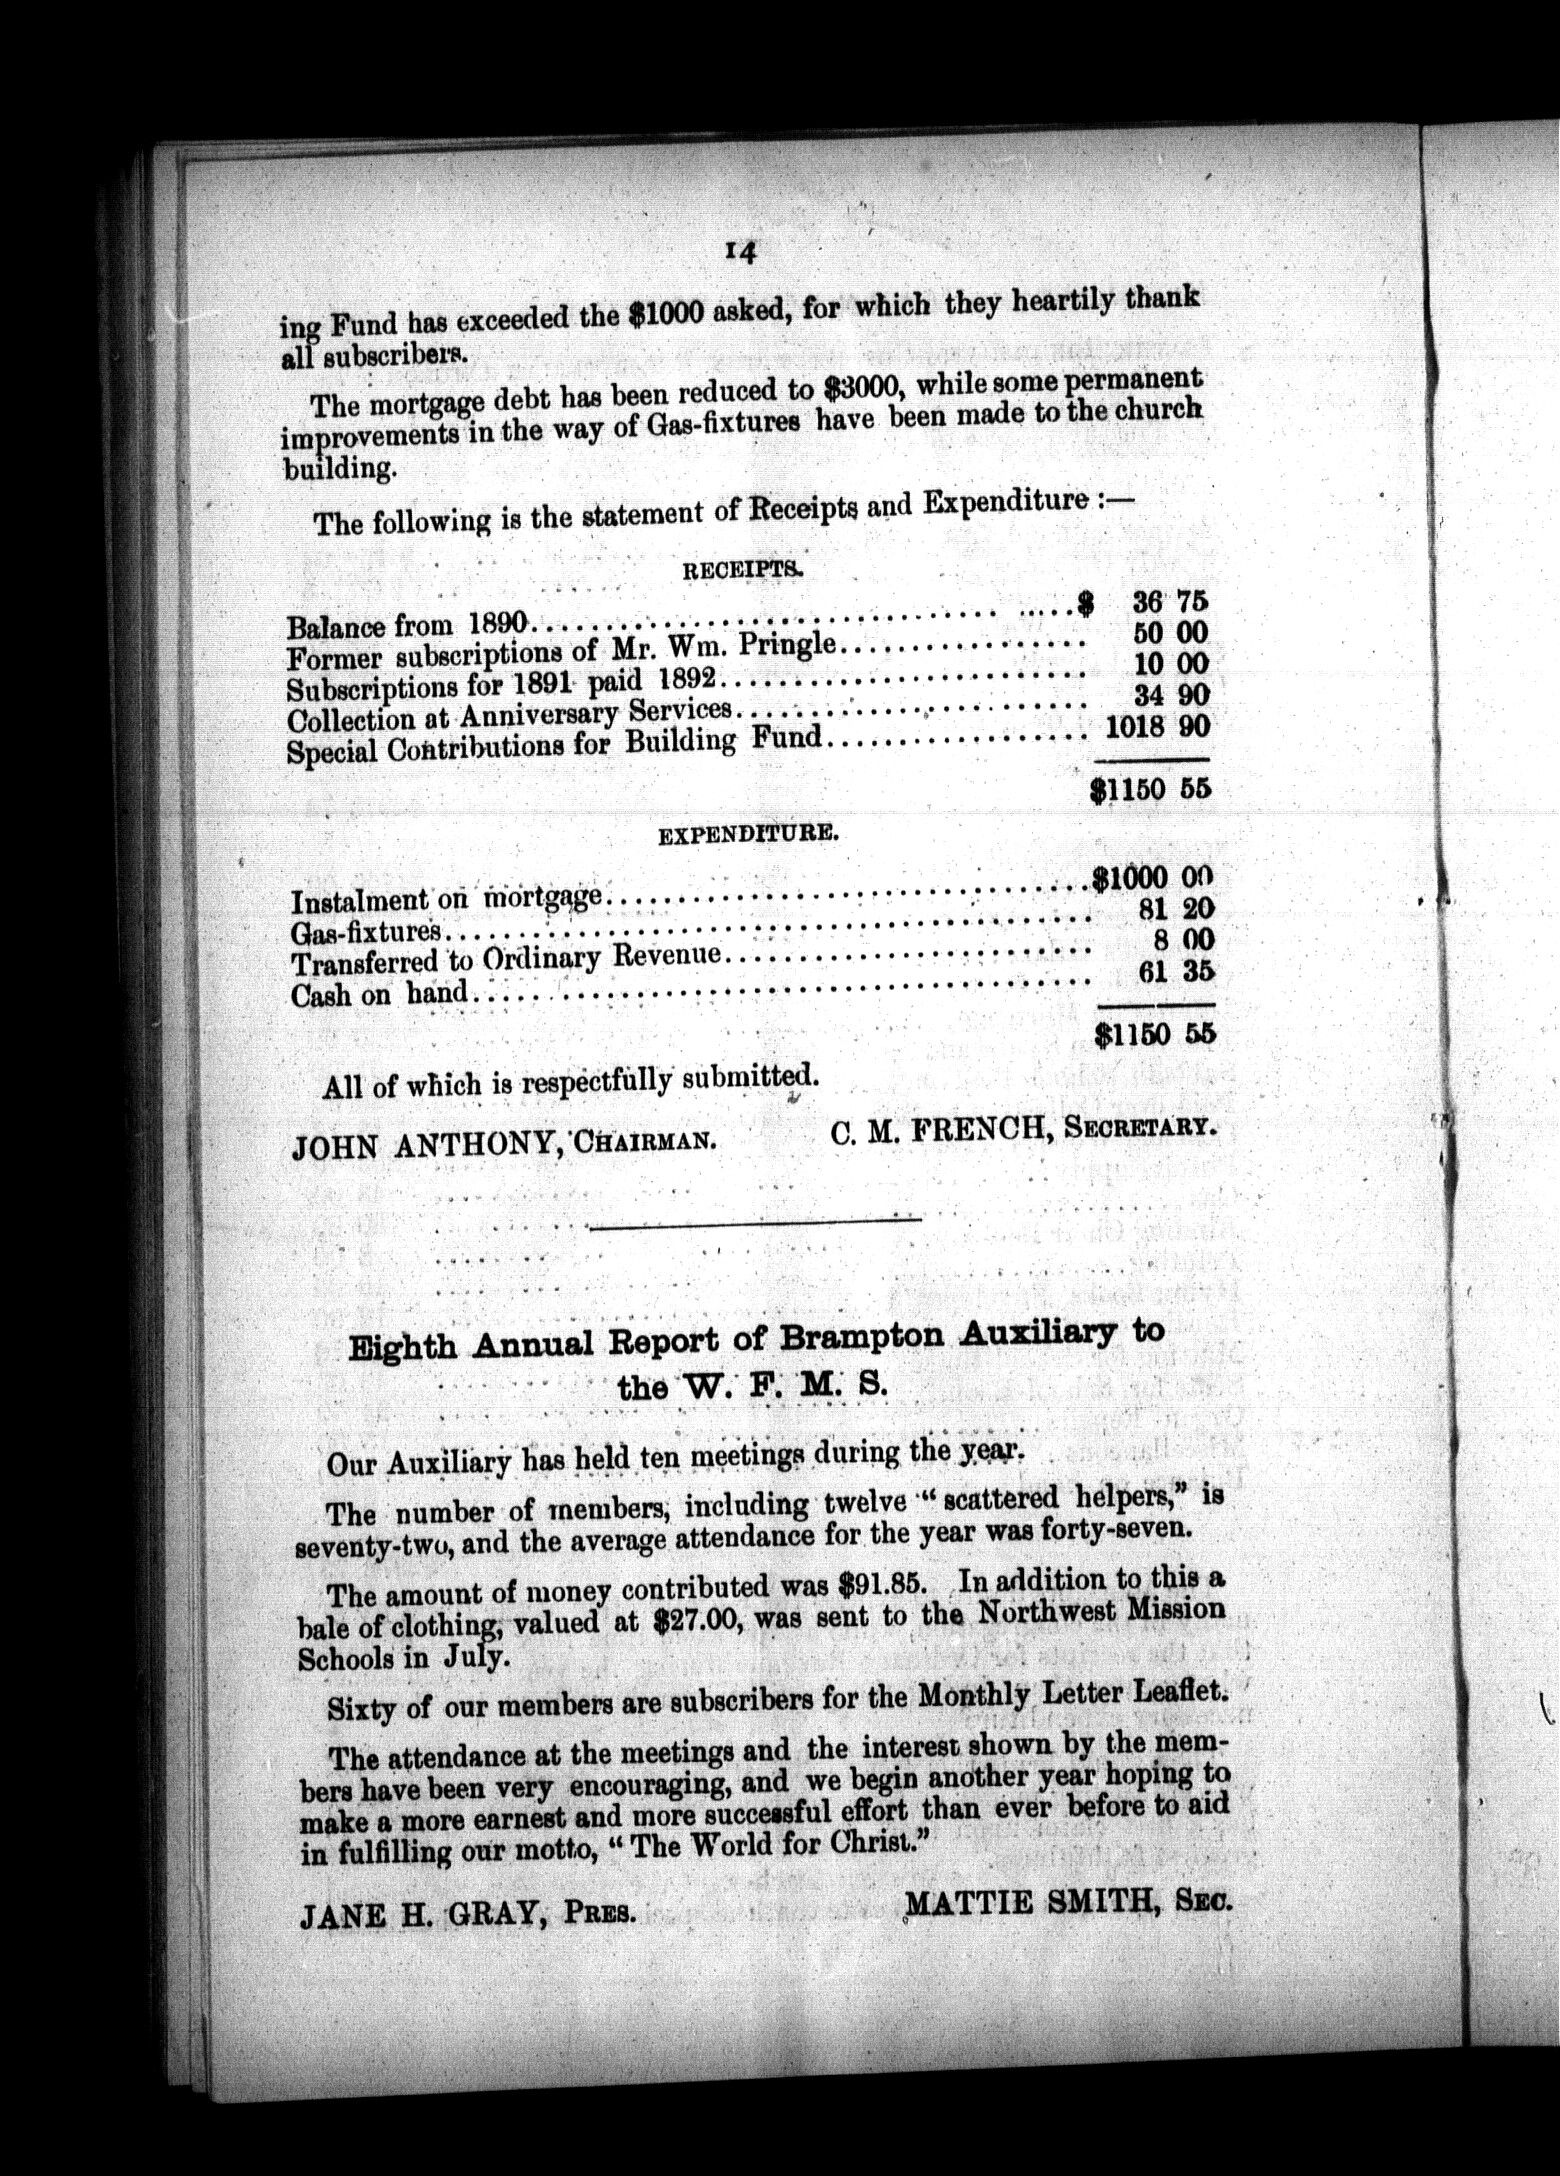 14
ing Fund has exceeded the $1000 asked, for which they heartily thank
all subscribers.
The mortgage debt has been reduced to $3000, while some permanent
improvements in the way of Gas-fixtures have been made to the church
building.
The following is the statement of Receipts and Expenditure :—
RECEIPTS.
Balance from 1890.................................... .....$ 36 75
Former subscriptions of Mr. Wm. Pringle................. 50 00
Subscriptions for 1891 paid 1892......................... 10 00
Collection at Anniversary Services........................ 34 90
Special Contributions for Building Fund.................. 1018 90
$1150 55
EXPENDITURE.
Instalment on mortgage..................................$1000 00
Gas-fixtures............................................. 81 20
Transferred to Ordinary Revenue......................... 8 00
Cash on hand........................................... 61 35
$1150 55
All of which is respectfully submitted.
JOHN ANTHONY, CHAIRMAN. C. M. FRENCH, SECRETARY.
Eighth Annual Report of Brampton Auxiliary to
the W. F. M. S.
Our Auxiliary has held ten meetings during the year.
The number of members, including twelve “ scattered helpers,” is
seventy-two, and the average attendance for the year was forty-seven.
The amount of money contributed was $91.85. In addition to this a
bale of clothing, valued at $27.00, was sent to the Northwest Mission
Schools in July.
Sixty of our members are subscribers for the Monthly Letter Leaflet.
The attendance at the meetings and the interest shown by the mem-
bers have been very encouraging, and we begin another year hoping to
make a more earnest and more successful effort than ever before to aid
in fulfilling our motto, “ The World for Christ.”
JANE H. GRAY, PRES. MATTIE SMITH, SEC.